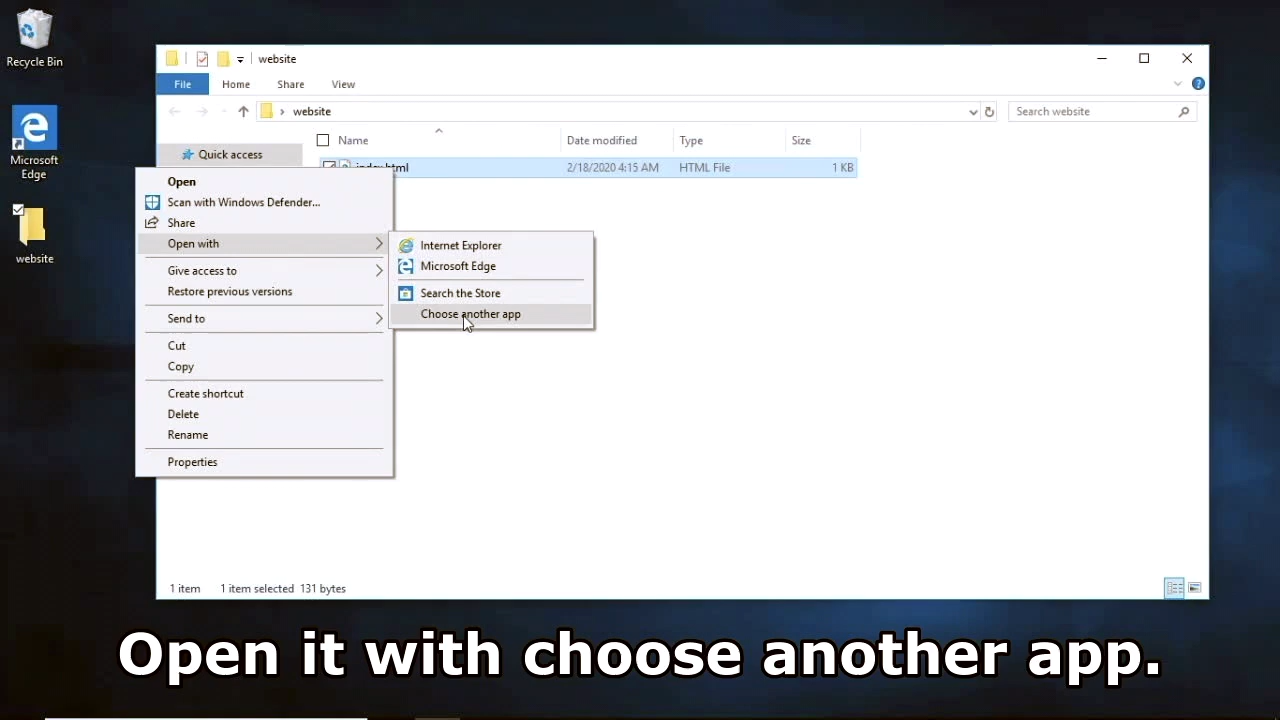 Recycle Bin
Microsoft
Edge
website
website
File
Home
Share
View
website
Search website
Name
Date modified
Type
Size
Quick access
index.html
2/18/2020 4:15 AM
HTML File
1 KB
Open
Scan with Windows Defender...
Share
Open with
Give access to
Restore previous versions
Send to
Cut
Copy
Create shortcut
Delete
Rename
Properties
Internet Explorer
Microsoft Edge
Search the Store
Choose another app
1 item
1 item selected 131 bytes
Open it with choose another app.